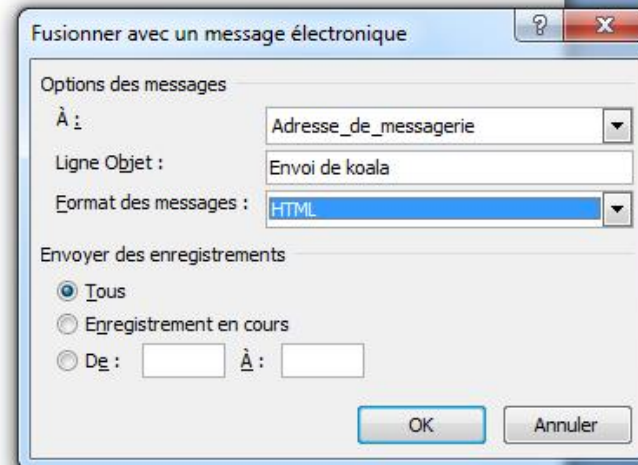 Fusionner avec un message électronique
Options des messages
À :
Adresse_de_messagerie
Ligne Objet :
Envoi de koala
Format des messages :
HTML
Envoyer des enregistrements
Tous
Enregistrement en cours
De : À :
OK Annuler